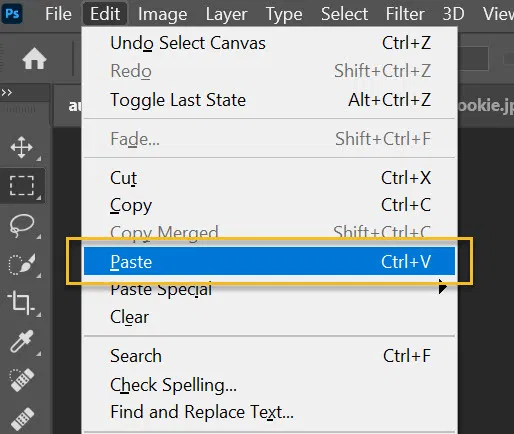 Ps File Edit Image Layer Type Select Filter 3D View
Undo Select Canvas Ctrl+Z
Redo Shift+Ctrl+Z
Toggle Last State Alt+Ctrl+Z
au ookie.jp
Fade... Shift+Ctrl+F
Cut Ctrl+X
Copy Ctrl+C
Copy Merged Shift+Ctrl+C
Paste Ctrl+V
Paste Special
Clear
Search Ctrl+F
Check Spelling...
Find and Replace Text...